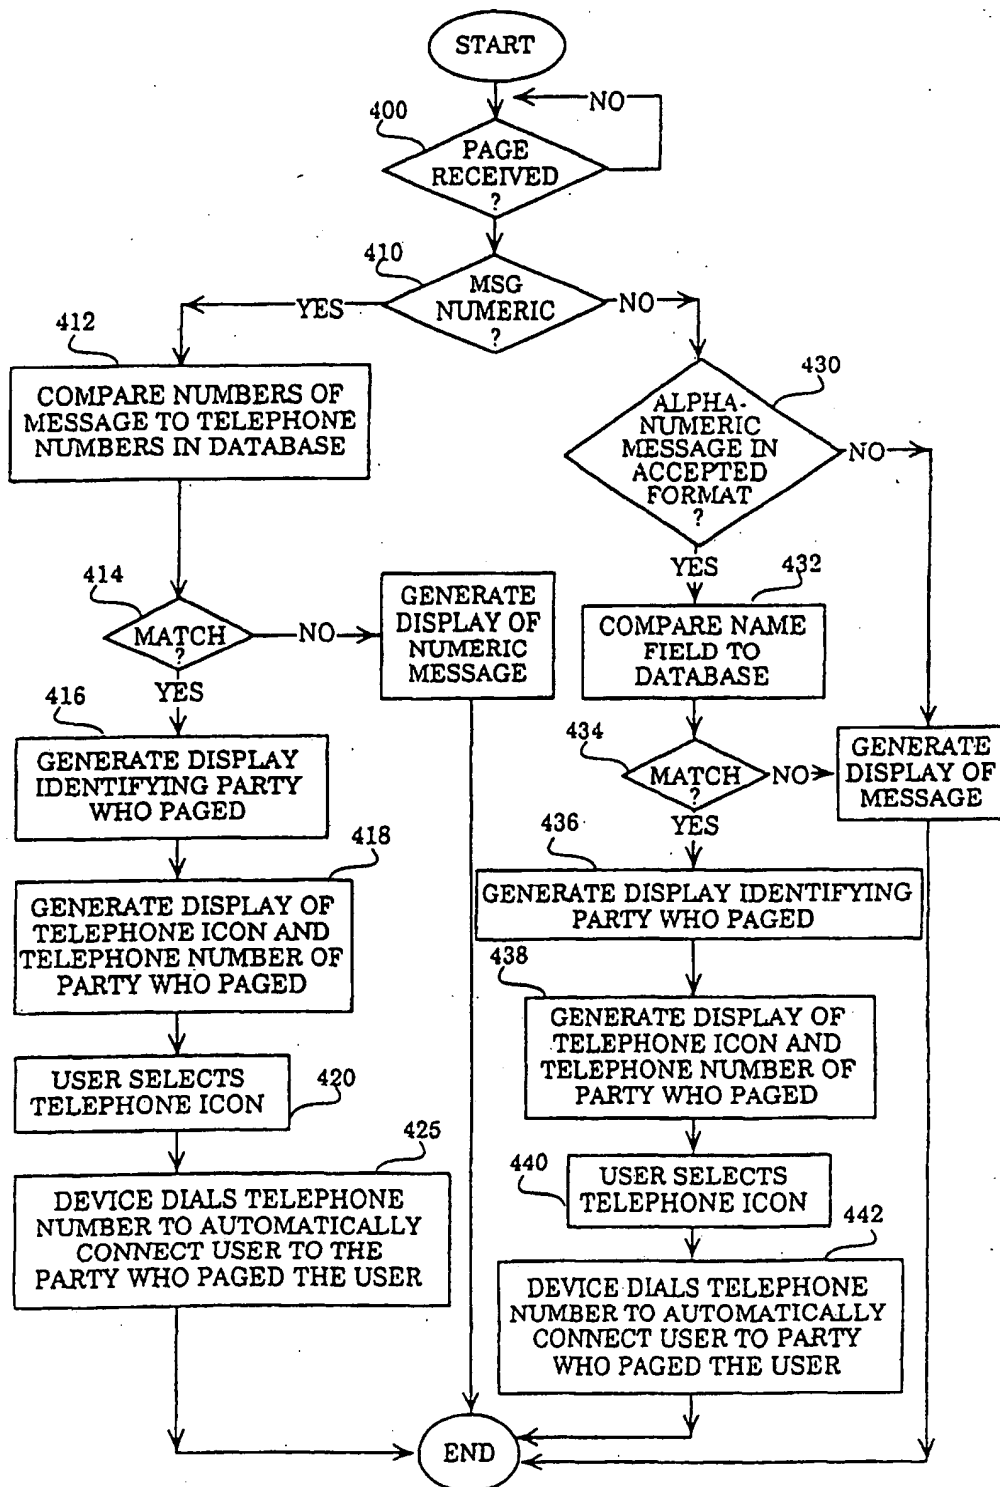 START
NO
400
PAGE
RECEIVED
?
410
MSG
NUMERIC
?
YES
NO
412
COMPARE NUMBERS OF
MESSAGE TO TELEPHONE
NUMBERS IN DATABASE
430
ALPHA-
NUMERIC
MESSAGE IN
ACCEPTED
FORMAT
?
NO
YES
414
MATCH
?
NO
YES
GENERATE
DISPLAY OF
NUMERIC
MESSAGE
432
COMPARE NAME
FIELD TO
DATABASE
434
MATCH
?
NO
YES
GENERATE
DISPLAY OF
MESSAGE
416
GENERATE DISPLAY
IDENTIFYING PARTY
WHO PAGED
418
GENERATE DISPLAY OF
TELEPHONE ICON AND
TELEPHONE NUMBER OF
PARTY WHO PAGED
436
GENERATE DISPLAY IDENTIFYING
PARTY WHO PAGED
438
GENERATE DISPLAY OF
TELEPHONE ICON AND
TELEPHONE NUMBER OF
PARTY WHO PAGED
USER SELECTS
TELEPHONE ICON
420
425
DEVICE DIALS TELEPHONE
NUMBER TO AUTOMATICALLY
CONNECT USER TO THE
PARTY WHO PAGED THE USER
440
USER SELECTS
TELEPHONE ICON
442
DEVICE DIALS TELEPHONE
NUMBER TO AUTOMATICALLY
CONNECT USER TO PARTY
WHO PAGED THE USER
END